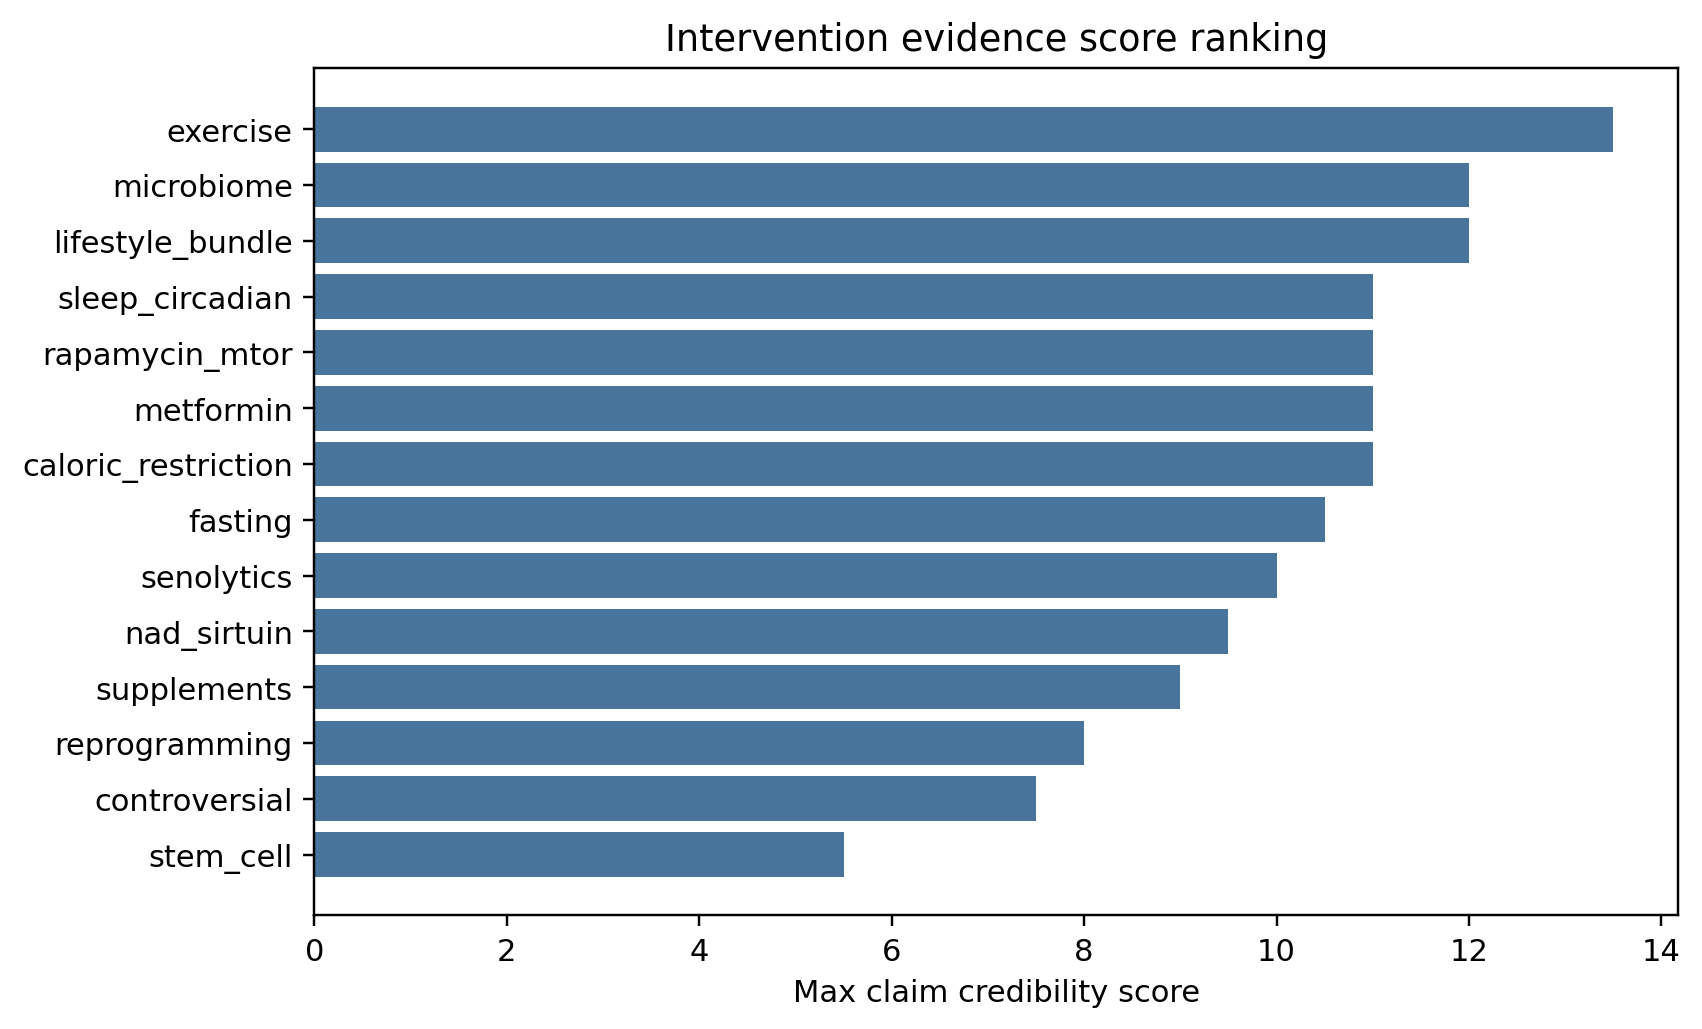 Intervention evidence score ranking
exercise
microbiome
lifestyle_bundle
sleep_circadian
rapamycin_mtor
metformin
caloric_restriction
fasting
senolytics
nad_sirtuin
supplements
reprogramming
controversial
stem_cell
0 2 4 6 8 10 12 14
Max claim credibility score